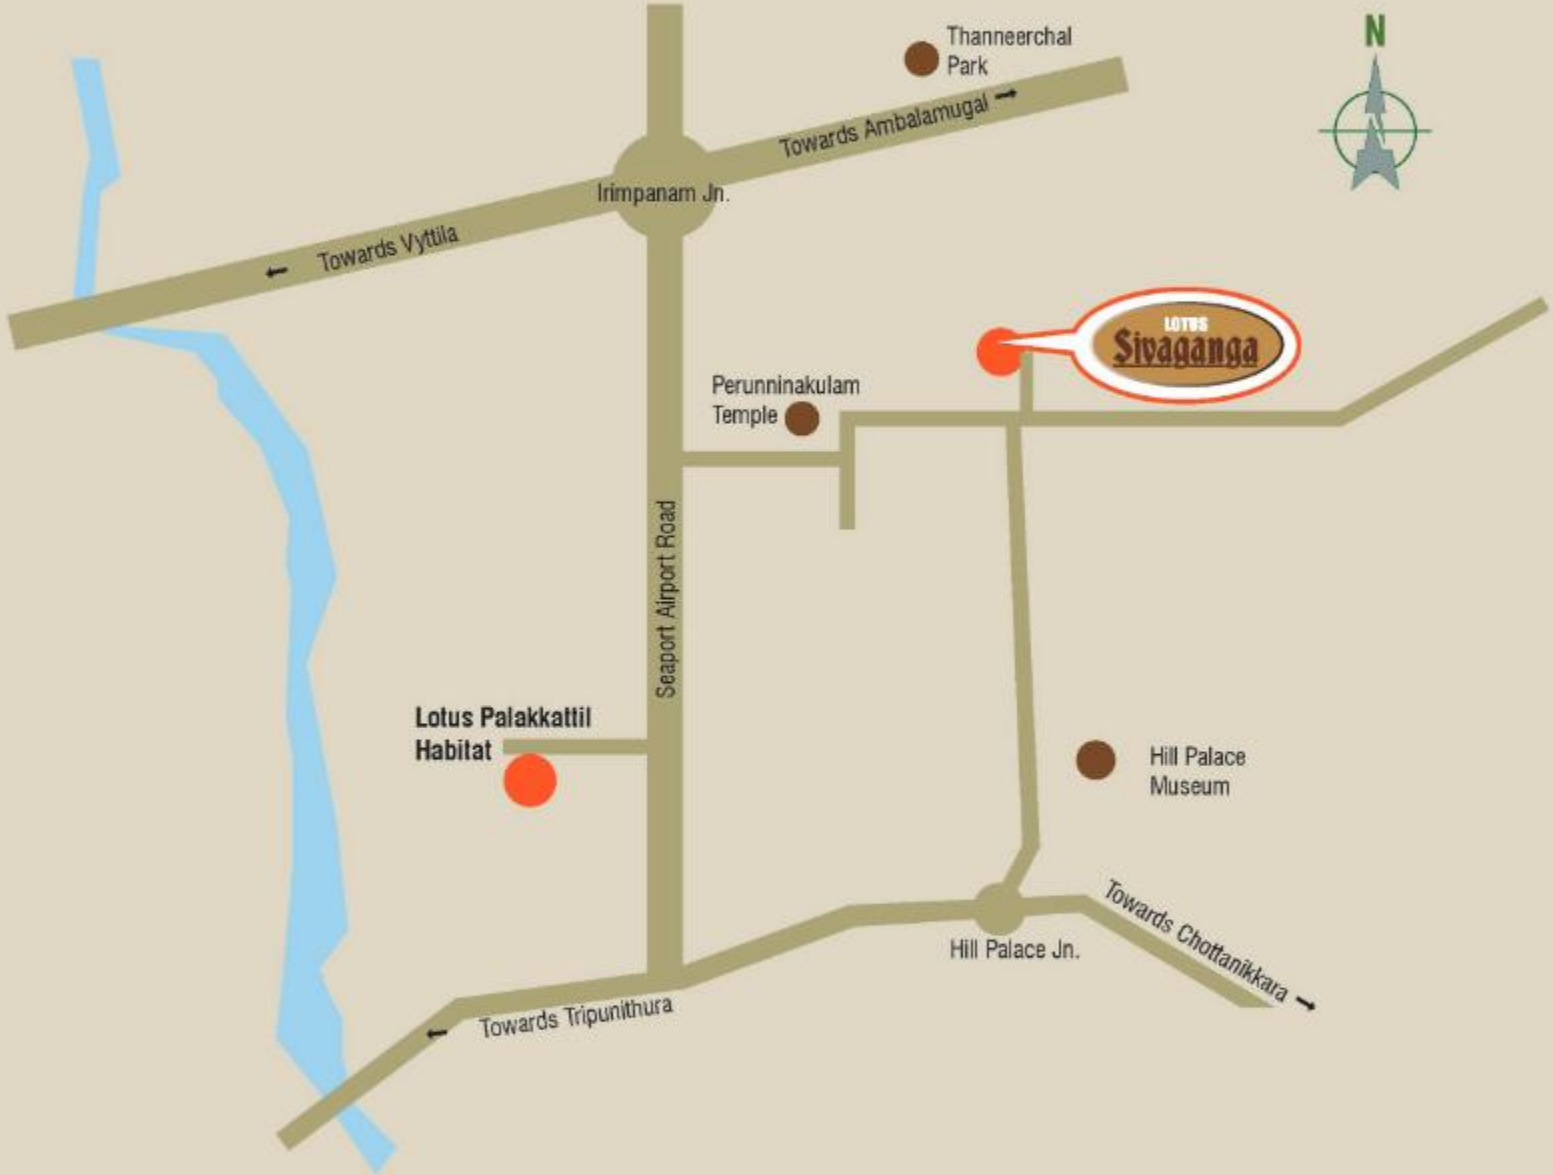 N
Thanneerchal
Park
Towards Ambalamugal
Irimpanam Jn.
Towards Vyttila
LOTUS
Sivaganga
Perunninakulam
Temple
Seaport Airport Road
Lotus Palakkattil
Habitat
Hill Palace
Museum
Towards Chottanikkara
Hill Palace Jn.
Towards Tripunithura